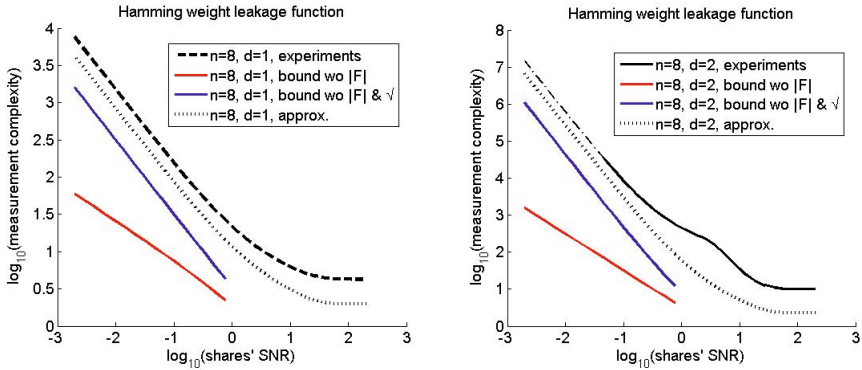 Hamming weight leakage function
4
3.5
3
2.5
2
1.5
1
0.5
0
-3
-2
-1
0
1
2
3
log10(measurement complexity)
log10(shares' SNR)
n=8, d=1, experiments
n=8, d=1, bound wo |F|
n=8, d=1, bound wo |F| & √
n=8, d=1, approx.
Hamming weight leakage function
8
7
6
5
4
3
2
1
0
-3
-2
-1
0
1
2
3
log10(measurement complexity)
log10(shares' SNR)
n=8, d=2, experiments
n=8, d=2, bound wo |F|
n=8, d=2, bound wo |F| & √
n=8, d=2, approx.